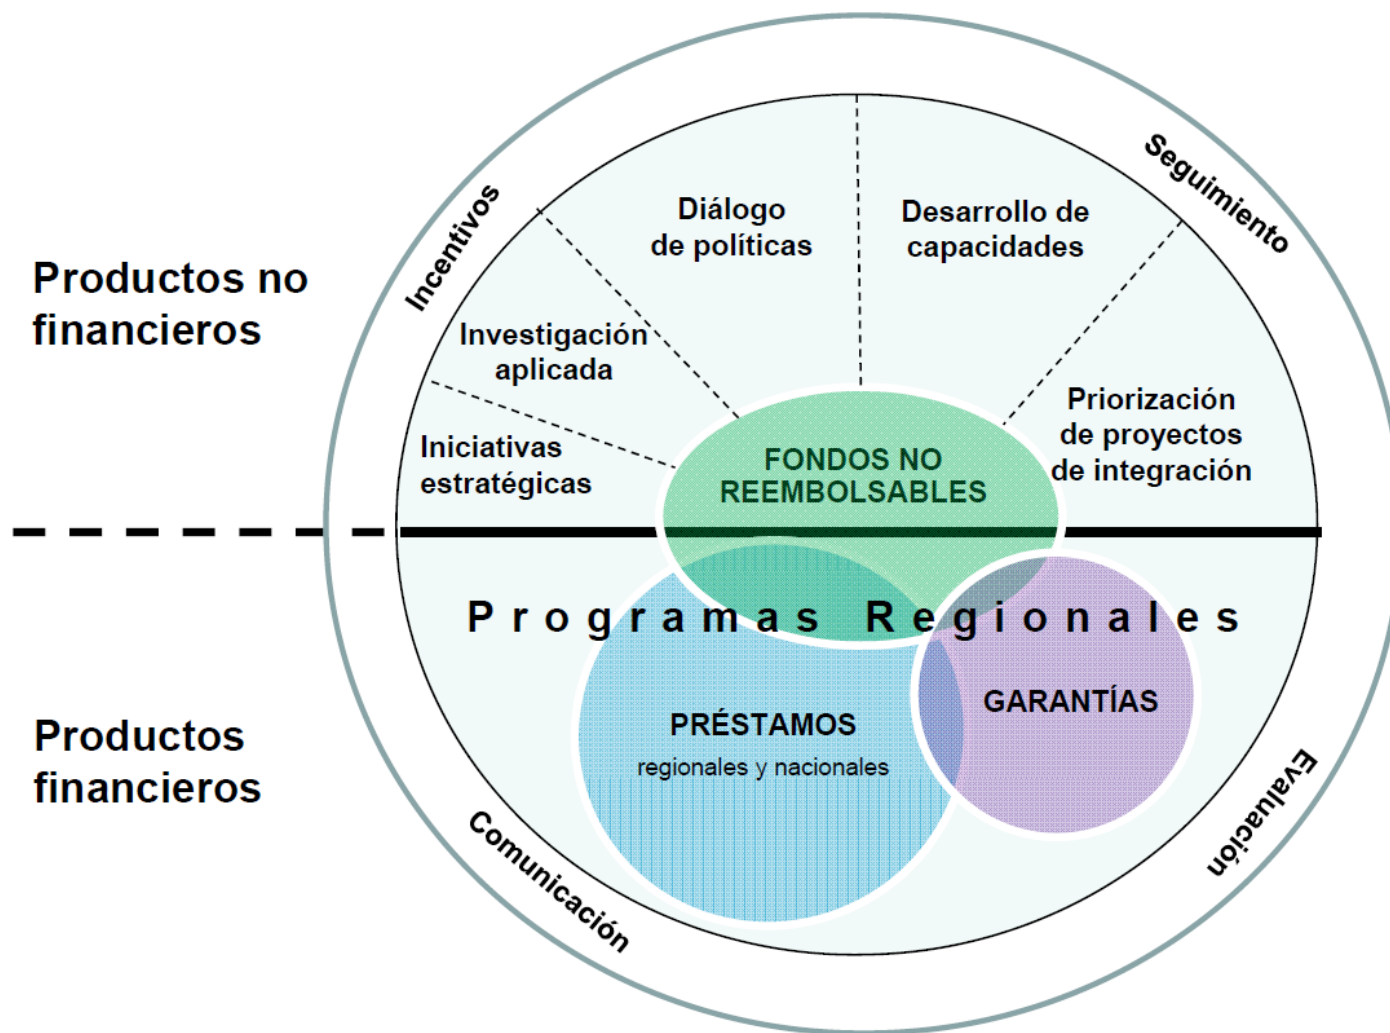 Productos no
financieros
Productos
financieros
Incentivos
Seguimiento
Comunicación
Evaluación
Diálogo
de políticas
Desarrollo de
capacidades
Investigación
aplicada
Iniciativas
estratégicas
Priorización
de proyectos
de integración
FONDOS NO
REEMBOLSABLES
Programas Regionales
PRÉSTAMOS
regionales y nacionales
GARANTÍAS